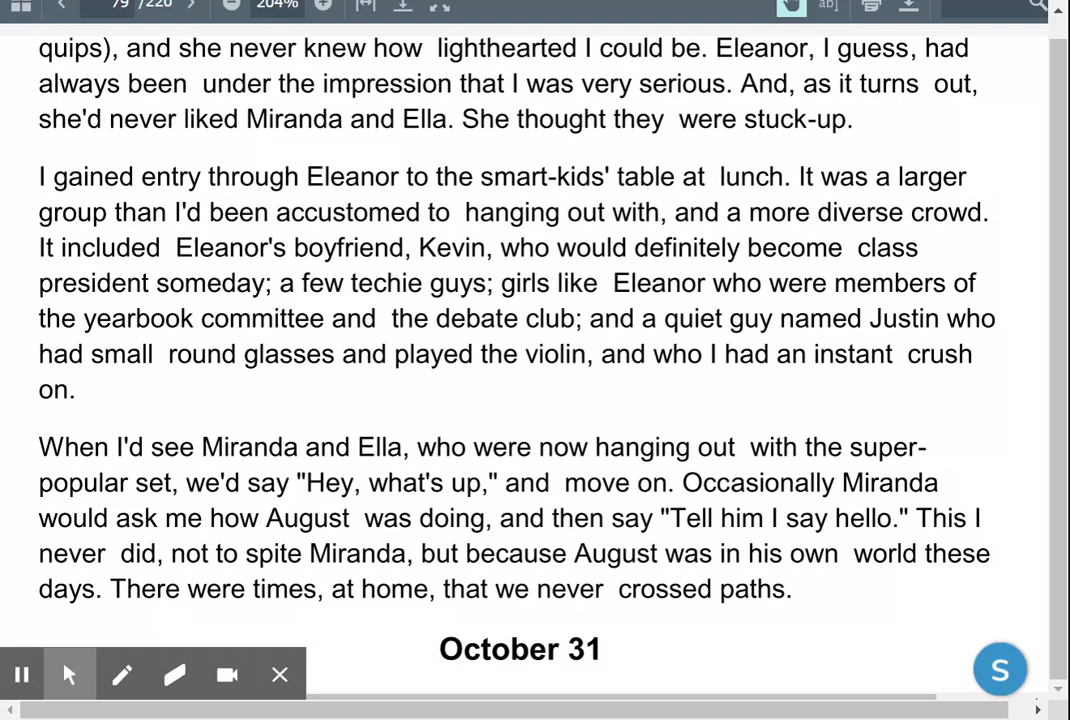 79 /220 204% ab]
quips), and she never knew how lighthearted I could be. Eleanor, I guess, had
always been under the impression that I was very serious. And, as it turns out,
she'd never liked Miranda and Ella. She thought they were stuck-up.
I gained entry through Eleanor to the smart-kids' table at lunch. It was a larger
group than I'd been accustomed to hanging out with, and a more diverse crowd.
It included Eleanor's boyfriend, Kevin, who would definitely become class
president someday; a few techie guys; girls like Eleanor who were members of
the yearbook committee and the debate club; and a quiet guy named Justin who
had small round glasses and played the violin, and who I had an instant crush
on.
When I'd see Miranda and Ella, who were now hanging out with the super-
popular set, we'd say "Hey, what's up," and move on. Occasionally Miranda
would ask me how August was doing, and then say "Tell him I say hello." This I
never did, not to spite Miranda, but because August was in his own world these
days. There were times, at home, that we never crossed paths.
October 31
S